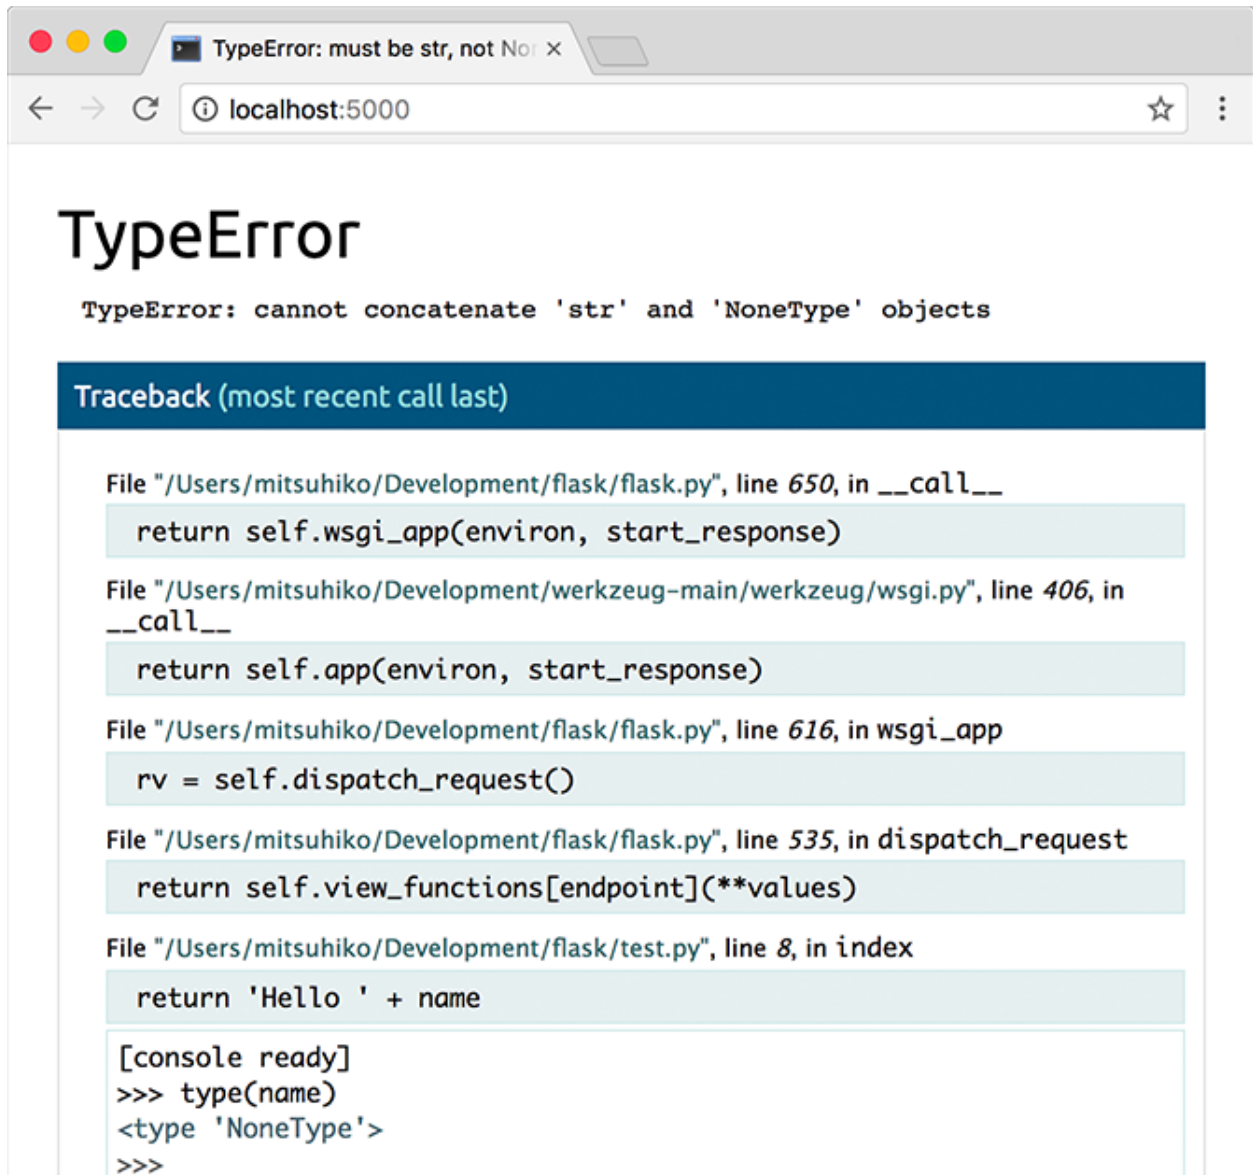 TypeError: must be str, not Nor
localhost:5000
TypeError
TypeError: cannot concatenate 'str' and 'NoneType' objects
Traceback (most recent call last)
File "/Users/mitsuhiko/Development/flask/flask.py", line 650, in __call__
return self.wsgi_app(environ, start_response)
File "/Users/mitsuhiko/Development/werkzeug-main/werkzeug/wsgi.py", line 406, in
__call__
return self.app(environ, start_response)
File "/Users/mitsuhiko/Development/flask/flask.py", line 616, in wsgi_app
rv = self.dispatch_request()
File "/Users/mitsuhiko/Development/flask/flask.py", line 535, in dispatch_request
return self.view_functions[endpoint](**values)
File "/Users/mitsuhiko/Development/flask/test.py", line 8, in index
return 'Hello ' + name
[console ready]
>>> type(name)
<type 'NoneType'>
>>>